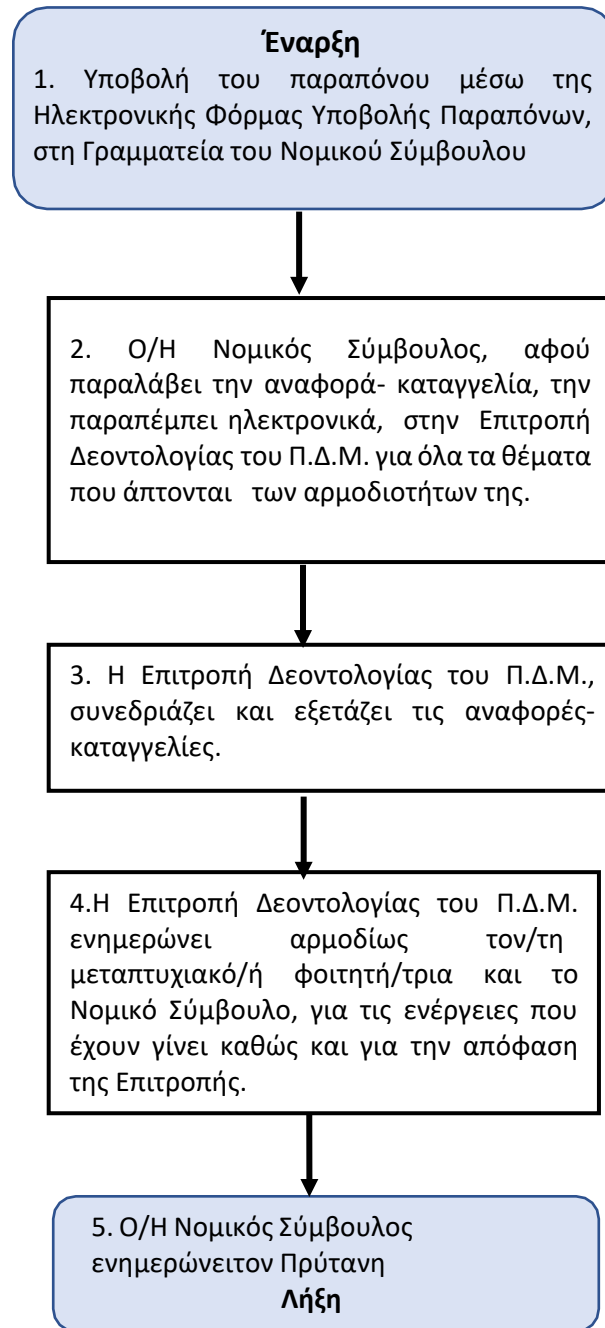 Έναρξη
1. Υποβολή του παραπόνου μέσω της
Ηλεκτρονικής Φόρμας Υποβολής Παραπόνων,
στη Γραμματεία του Νομικού Σύμβουλου
2. Ο/Η Νομικός Σύμβουλος, αφού
παραλάβει την αναφορά- καταγγελία, την
παραπέμπει ηλεκτρονικά, στην Επιτροπή
Δεοντολογίας του Π.Δ.Μ. για όλα τα θέματα
που άπτονται των αρμοδιοτήτων της.
3. Η Επιτροπή Δεοντολογίας του Π.Δ.Μ.,
συνεδριάζει και εξετάζει τις αναφορές-
καταγγελίες.
4.Η Επιτροπή Δεοντολογίας του Π.Δ.Μ.
ενημερώνει αρμοδίως τον/τη
μεταπτυχιακό/ή φοιτητή/τρια και το
Νομικό Σύμβουλο, για τις ενέργειες που
έχουν γίνει καθώς και για την απόφαση
της Επιτροπής.
5. Ο/Η Νομικός Σύμβουλος
ενημερώνειτον Πρύτανη
Λήξη